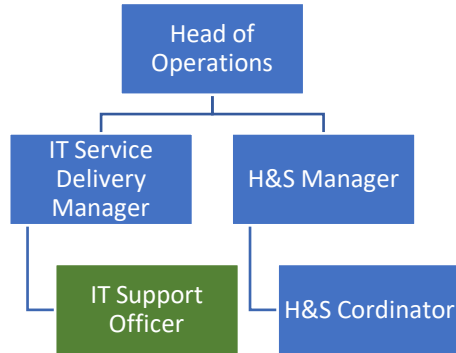 Head of
Operations
IT Service
Delivery
Manager
H&S Manager
IT Support
Officer
H&S Cordinator